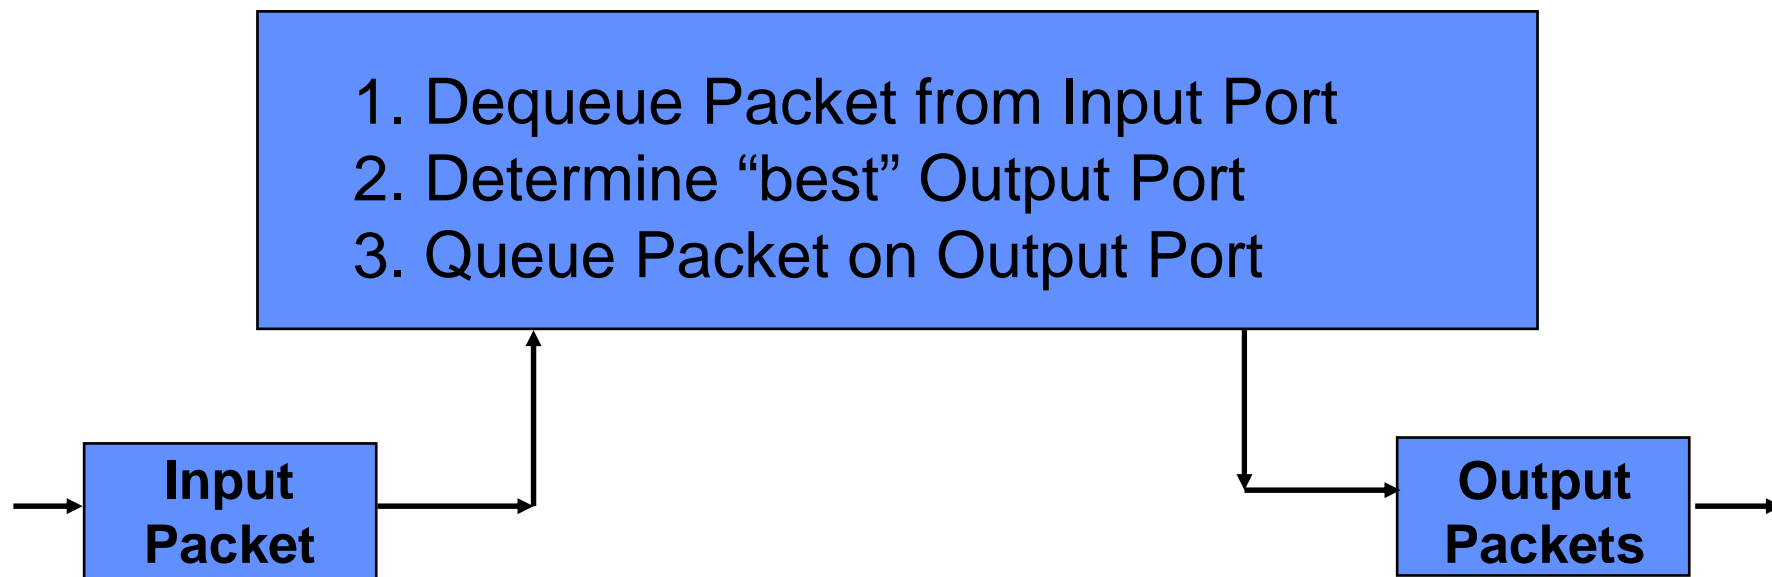 1. Dequeue Packet from Input Port
2. Determine “best” Output Port
3. Queue Packet on Output Port
Input
Packet
Output
Packets